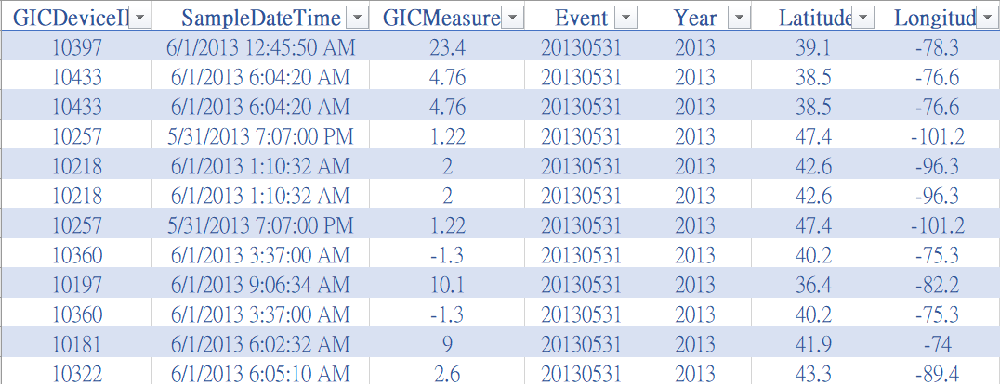 GICDeviceI SampleDateTime GICMeasure Event Year Latitude Longitud
10397 6/1/2013 12:45:50 AM 23.4 20130531 2013 39.1 -78.3
10433 6/1/2013 6:04:20 AM 4.76 20130531 2013 38.5 -76.6
10433 6/1/2013 6:04:20 AM 4.76 20130531 2013 38.5 -76.6
10257 5/31/2013 7:07:00 PM 1.22 20130531 2013 47.4 -101.2
10218 6/1/2013 1:10:32 AM 2 20130531 2013 42.6 -96.3
10218 6/1/2013 1:10:32 AM 2 20130531 2013 42.6 -96.3
10257 5/31/2013 7:07:00 PM 1.22 20130531 2013 47.4 -101.2
10360 6/1/2013 3:37:00 AM -1.3 20130531 2013 40.2 -75.3
10197 6/1/2013 9:06:34 AM 10.1 20130531 2013 36.4 -82.2
10360 6/1/2013 3:37:00 AM -1.3 20130531 2013 40.2 -75.3
10181 6/1/2013 6:02:32 AM 9 20130531 2013 41.9 -74
10322 6/1/2013 6:05:10 AM 2.6 20130531 2013 43.3 -89.4